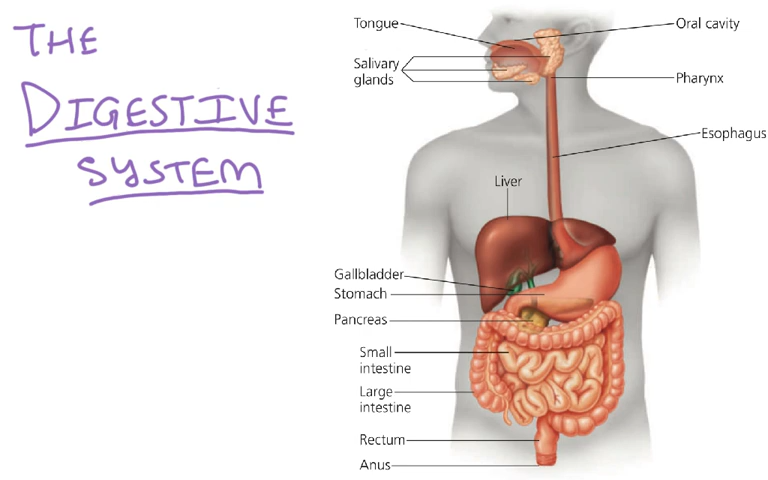 THE
DIGESTIVE
SYSTEM
Tongue
Oral cavity
Salivary
glands
Pharynx
Esophagus
Liver
Gallbladder
Stomach
Pancreas
Small
intestine
Large
intestine
Rectum
Anus